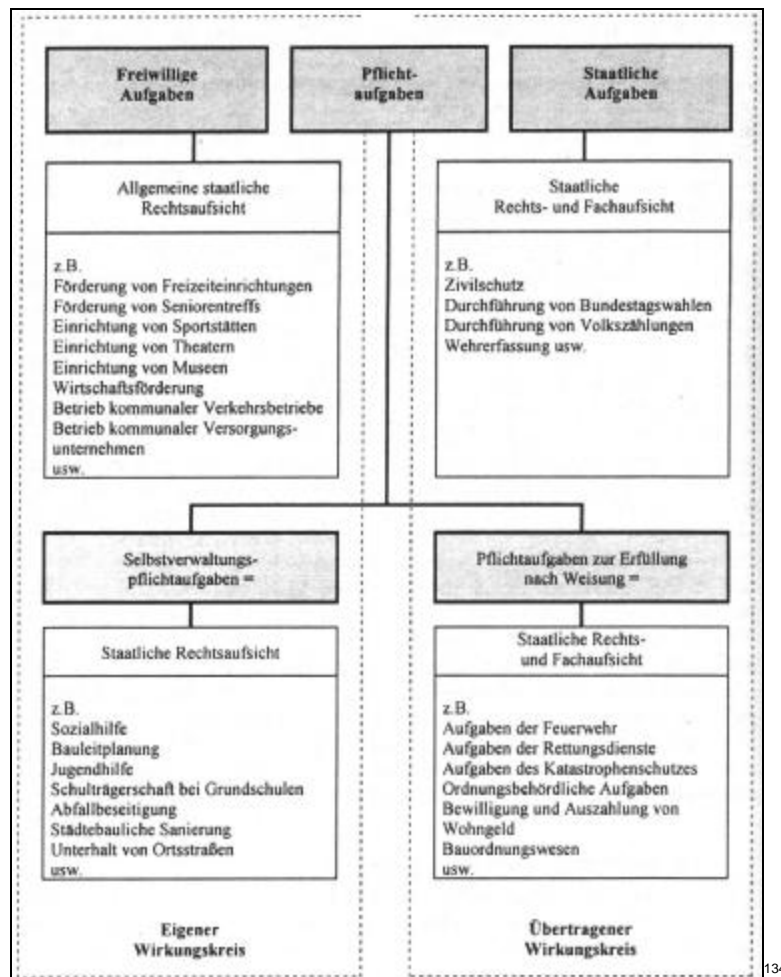 Freiwillige
Aufgaben
Pflicht-
aufgaben
Staatliche
Aufgaben
Allgemeine staatliche
Rechtsaufsicht
z.B.
Förderung von Freizeiteinrichtungen
Förderung von Seniorentreffs
Einrichtung von Sportstätten
Einrichtung von Theatern
Einrichtung von Museen
Wirtschaftsförderung
Betrieb kommunaler Verkehrsbetriebe
Betrieb kommunaler Versorgungs-
unternehmen
usw.
Staatliche
Rechts- und Fachaufsicht
z.B.
Zivilschutz
Durchführung von Bundestagswahlen
Durchführung von Volkszählungen
Wehrerfassung usw.
Selbstverwaltungs-
pflichtaufgaben =
Staatliche Rechtsaufsicht
z.B.
Sozialhilfe
Bauleitplanung
Jugendhilfe
Schulträgerschaft bei Grundschulen
Abfallbeseitigung
Städtebauliche Sanierung
Unterhalt von Ortsstraßen
usw.
Pflichtaufgaben zur Erfüllung
nach Weisung =
Staatliche Rechts-
und Fachaufsicht
z.B.
Aufgaben der Feuerwehr
Aufgaben der Rettungsdienste
Aufgaben des Katastrophenschutzes
Ordnungsbehördliche Aufgaben
Bewilligung und Auszahlung von
Wohngeld
Bauordnungswesen
usw.
Eigener
Wirkungskreis
Übertragener
Wirkungskreis